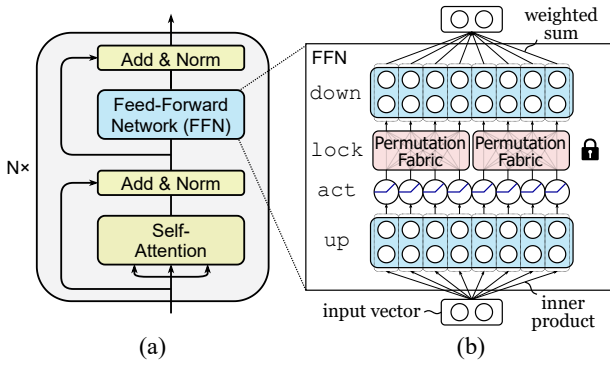 Add & Norm
Feed-Forward
Network (FFN)
N×
Add & Norm
Self-
Attention
(a)
weighted
sum
FFN
down
lock
Permutation
Fabric
Permutation
Fabric
act
up
input vector
inner
product
(b)